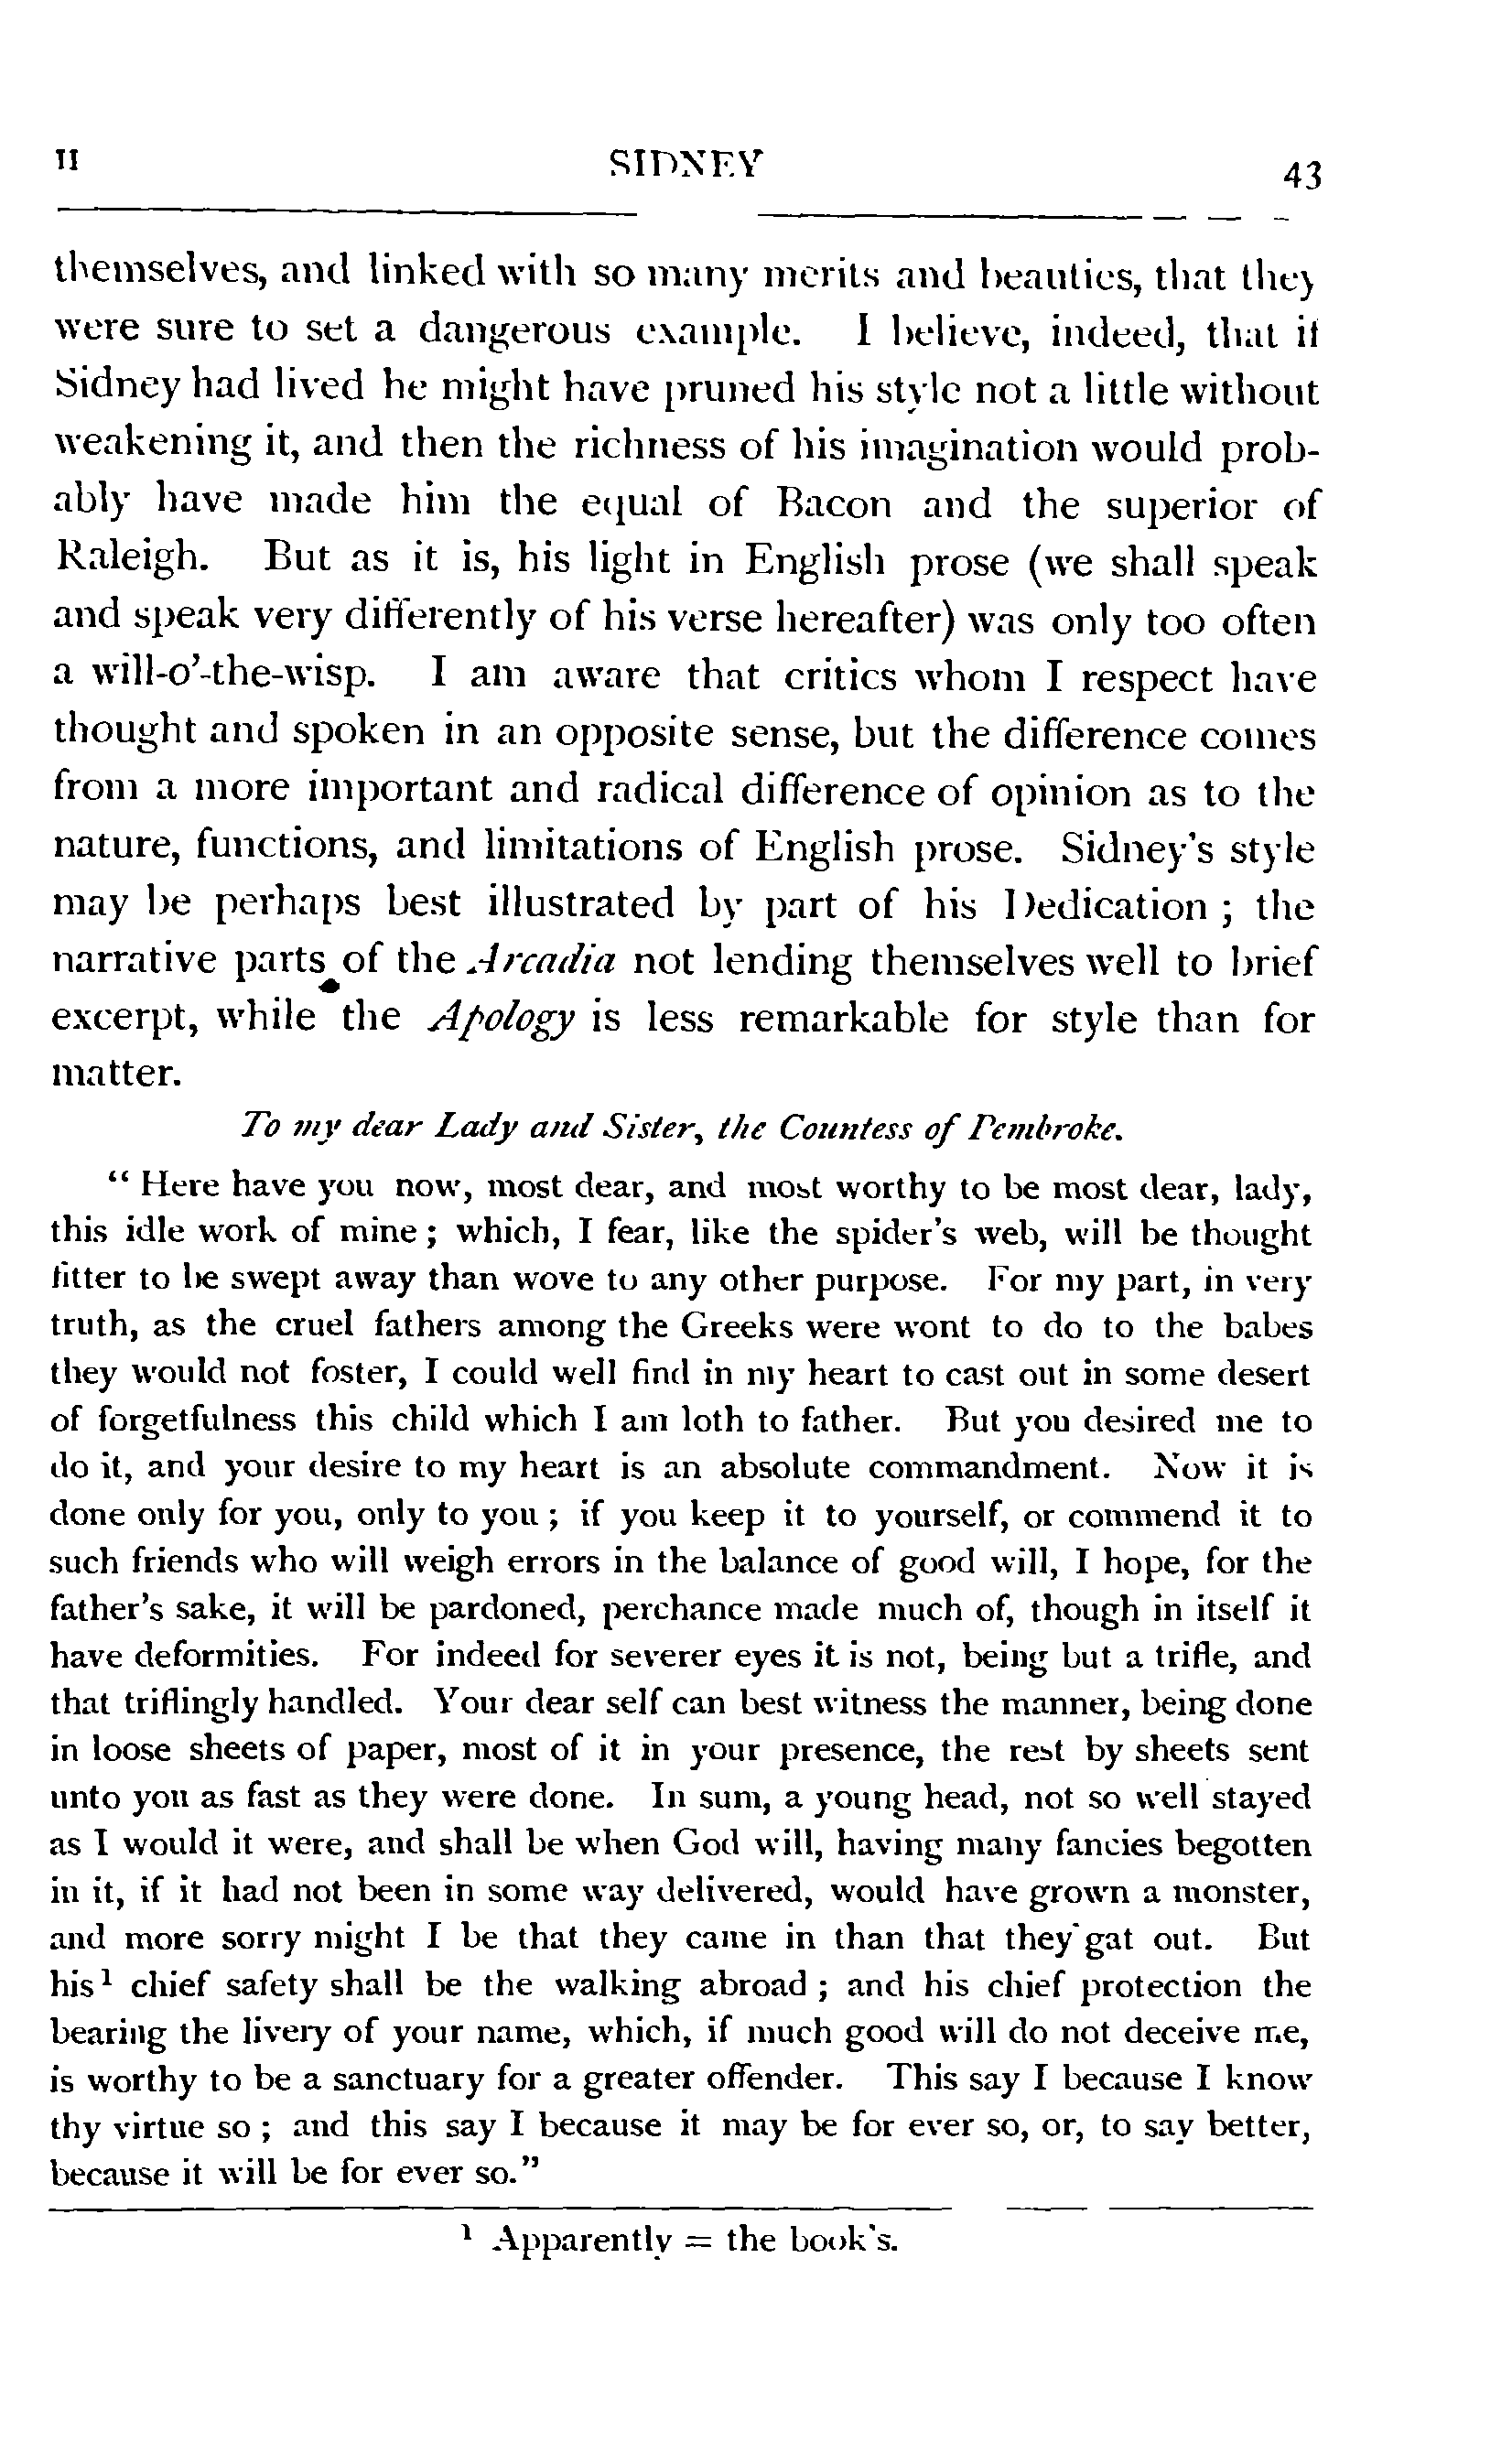 II SIDNEY 43
themselves, and linked with so many merits and beauties, that they
were sure to set a dangerous example. I believe, indeed, that if
Sidney had lived he might have pruned his style not a little without
weakening it, and then the richness of his imagination would prob-
ably have made him the equal of Bacon and the superior of
Raleigh. But as it is, his light in English prose (we shall speak
and speak very differently of his verse hereafter) was only too often
a will-o'-the-wisp. I am aware that critics whom I respect have
thought and spoken in an opposite sense, but the difference comes
from a more important and radical difference of opinion as to the
nature, functions, and limitations of English prose. Sidney's style
may be perhaps best illustrated by part of his Dedication ; the
narrative parts of the Arcadia not lending themselves well to brief
excerpt, while the Apology is less remarkable for style than for
matter.
To my dear Lady and Sister, the Countess of Pembroke.
" Here have you now, most dear, and most worthy to be most dear, lady,
this idle work of mine ; which, I fear, like the spider's web, will be thought
fitter to be swept away than wove to any other purpose. For my part, in very
truth, as the cruel fathers among the Greeks were wont to do to the babes
they would not foster, I could well find in my heart to cast out in some desert
of forgetfulness this child which I am loth to father. But you desired me to
do it, and your desire to my heart is an absolute commandment. Now it is
done only for you, only to you ; if you keep it to yourself, or commend it to
such friends who will weigh errors in the balance of good will, I hope, for the
father's sake, it will be pardoned, perchance made much of, though in itself it
have deformities. For indeed for severer eyes it is not, being but a trifle, and
that triflingly handled. Your dear self can best witness the manner, being done
in loose sheets of paper, most of it in your presence, the rest by sheets sent
unto you as fast as they were done. In sum, a young head, not so well stayed
as I would it were, and shall be when God will, having many fancies begotten
in it, if it had not been in some way delivered, would have grown a monster,
and more sorry might I be that they came in than that they gat out. But
his¹ chief safety shall be the walking abroad ; and his chief protection the
bearing the livery of your name, which, if much good will do not deceive me,
is worthy to be a sanctuary for a greater offender. This say I because I know
thy virtue so ; and this say I because it may be for ever so, or, to say better,
because it will be for ever so."
¹ Apparently = the book's.